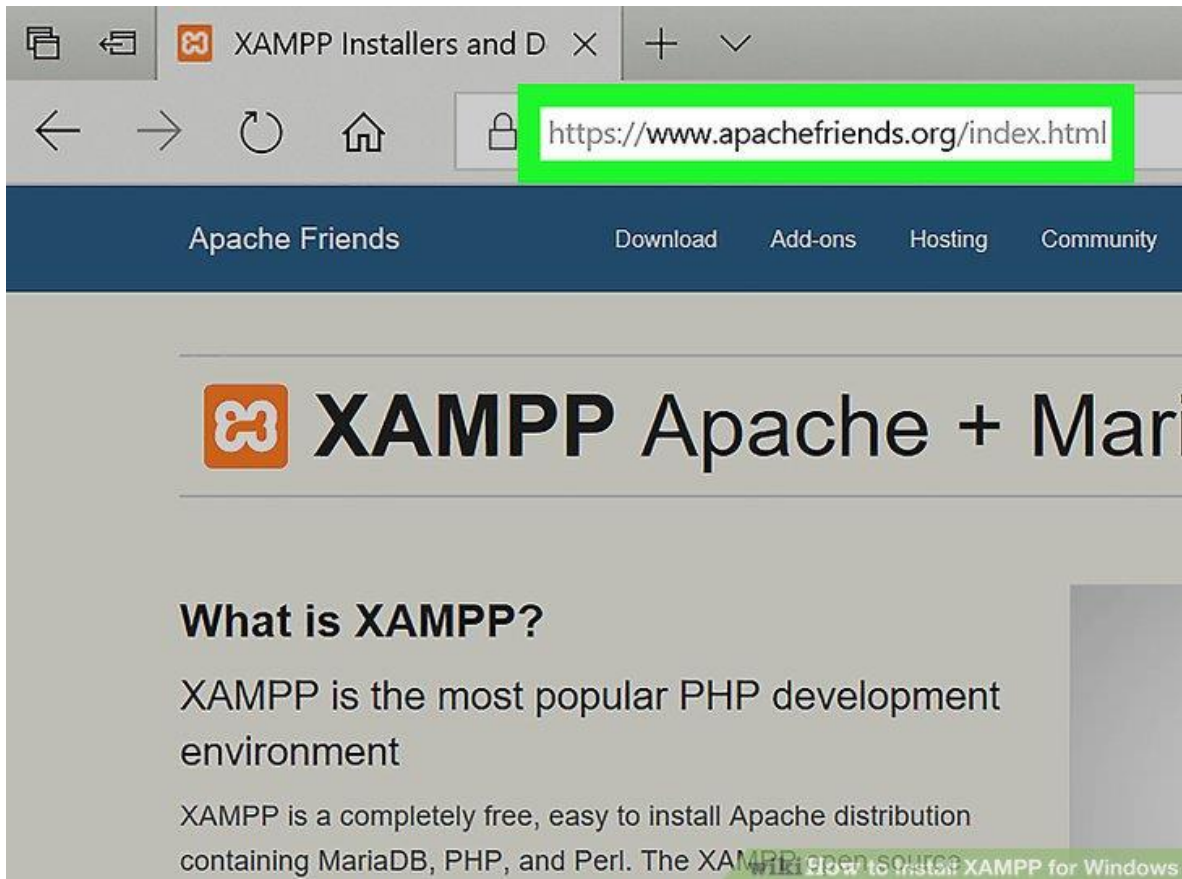 XAMPP Installers and D
https://www.apachefriends.org/index.html
Apache Friends Download Add-ons Hosting Community
XAMPP Apache + Mari
What is XAMPP?
XAMPP is the most popular PHP development
environment
XAMPP is a completely free, easy to install Apache distribution
containing MariaDB, PHP, and Perl. The XAMPP open source
wikiHow to Install XAMPP for Windows